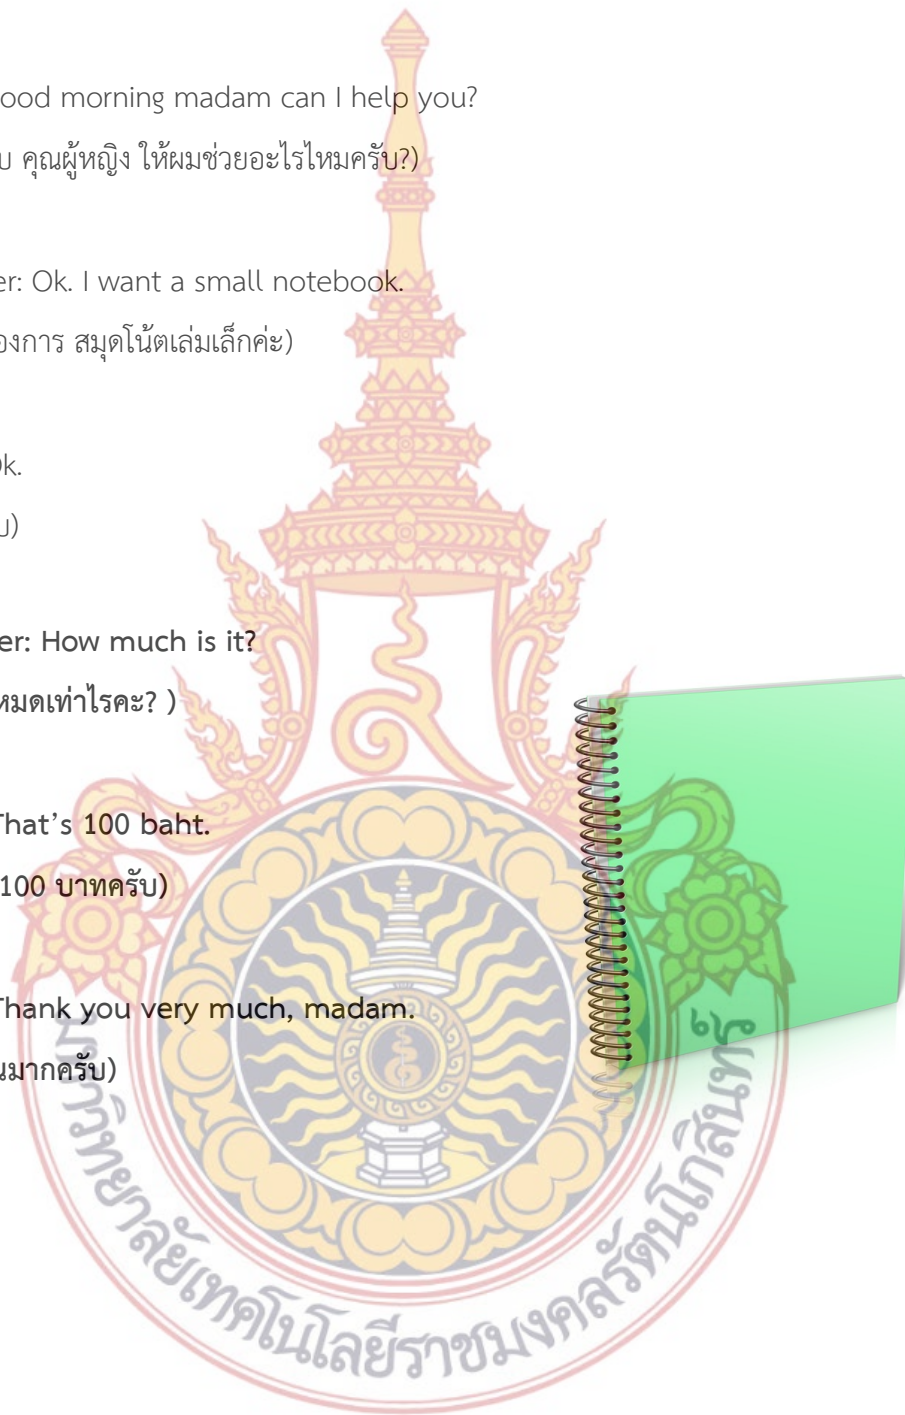 ood morning madam can I help you?
บ คุณผู้หญิง ให้ผมช่วยอะไรไหมครับ?)
er: Ok. I want a small notebook.
องการ สมุดโน้ตเล่มเล็กค่ะ)
Ok.
บ)
er: How much is it?
หมดเท่าไรคะ? )
That's 100 baht.
100 บาทครับ)
Thank you very much, madam.
นมากครับ)
มหาวิทยาลัยเทคโนโลยีราชมงคลรัตนโกสินทร์